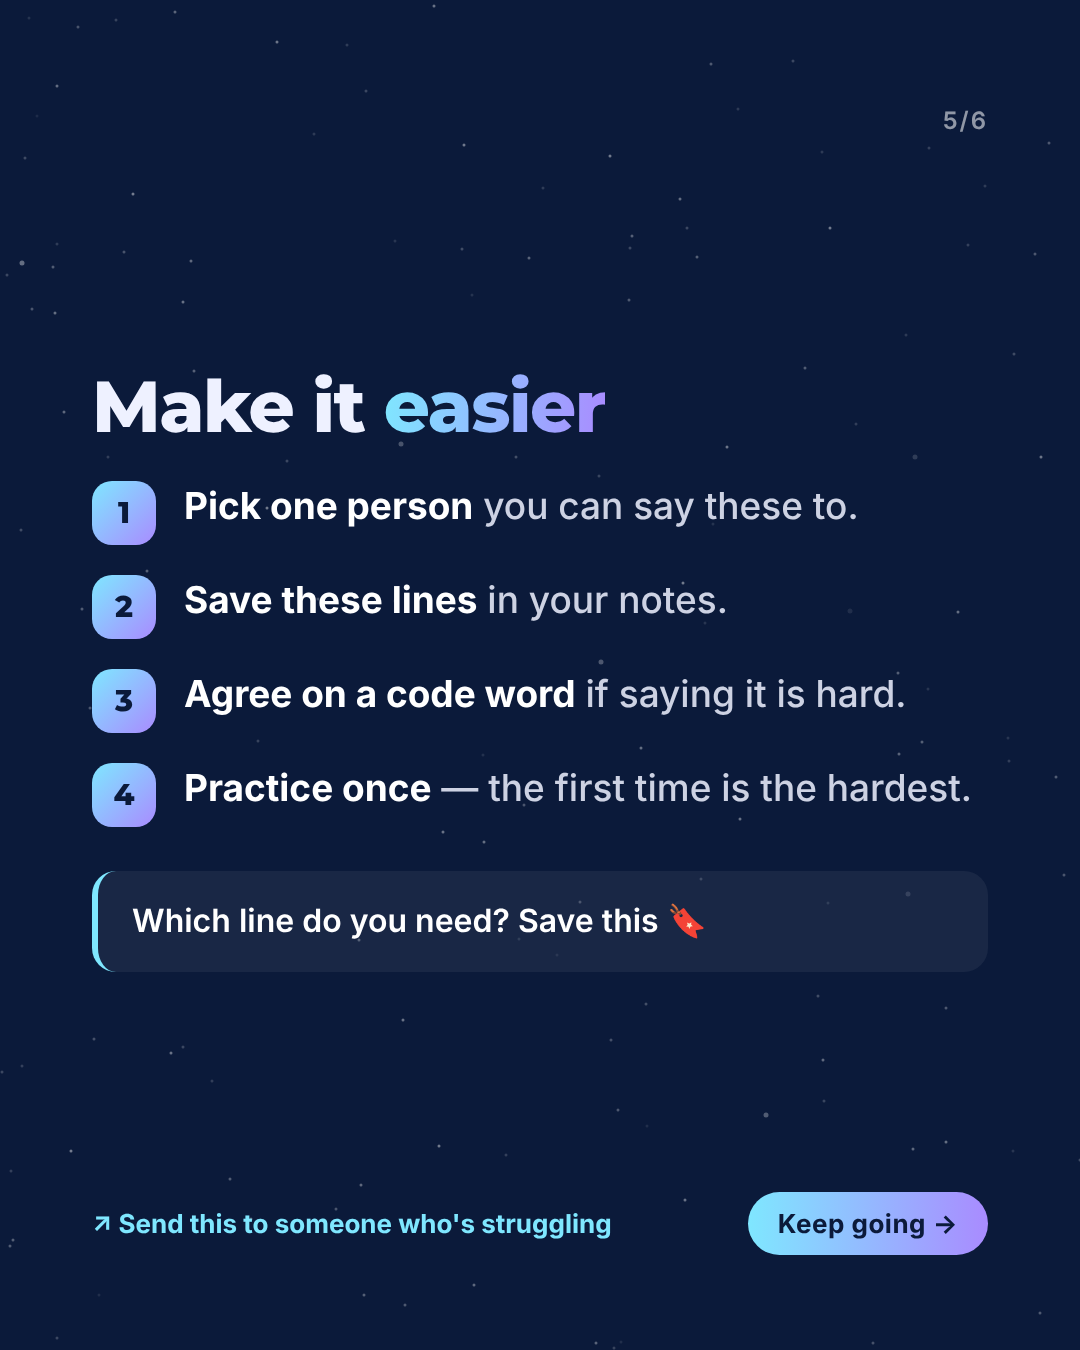 5/6
Make it easier
1 Pick one person you can say these to.
2 Save these lines in your notes.
3 Agree on a code word if saying it is hard.
4 Practice once — the first time is the hardest.
Which line do you need? Save this 🔖
↗ Send this to someone who's struggling
Keep going →